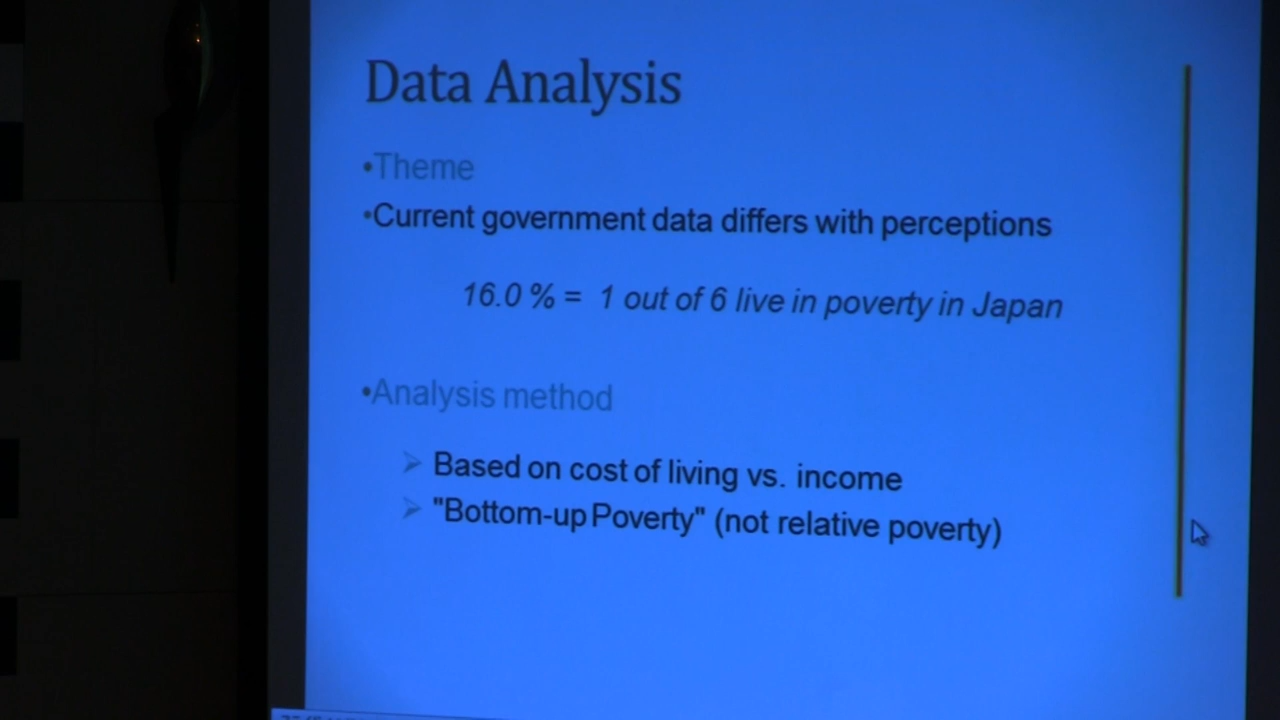 Data Analysis
•Theme
•Current government data differs with perceptions
16.0 % = 1 out of 6 live in poverty in Japan
•Analysis method
➢ Based on cost of living vs. income
➢ "Bottom-up Poverty" (not relative poverty)